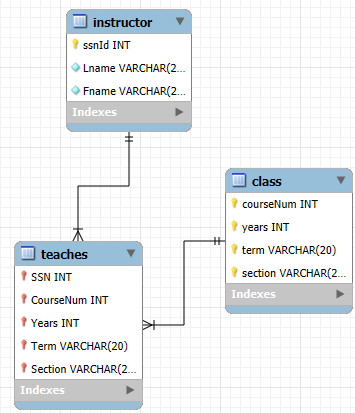 instructor
ssnId INT
Lname VARCHAR(2...
Fname VARCHAR(2...
Indexes
class
courseNum INT
years INT
term VARCHAR(20)
section VARCHAR(2...
Indexes
teaches
SSN INT
CourseNum INT
Years INT
Term VARCHAR(20)
Section VARCHAR(2...
Indexes